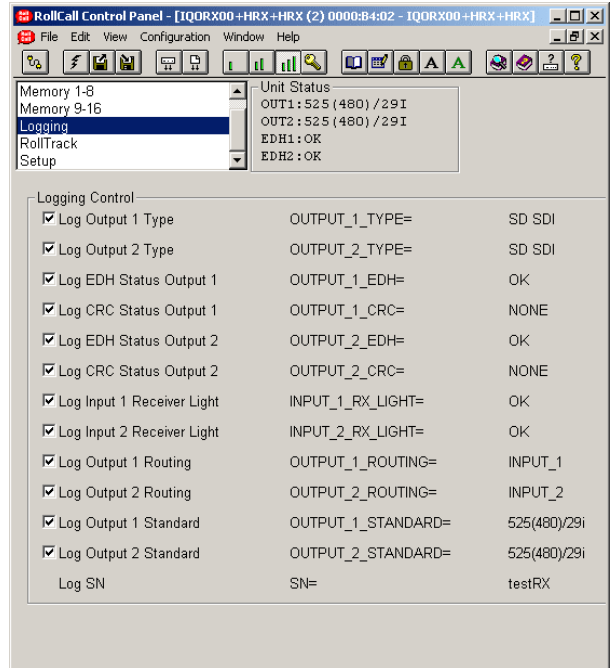 RollCall Control Panel - [IQORX00+HRX+HRX (2) 0000:B4:02 - IQORX00+HRX+HRX]
File Edit View Configuration Window Help
A A
Memory 1-8
Memory 9-16
Logging
RollTrack
Setup
Unit Status
OUT1:525(480)/29I
OUT2:525(480)/29I
EDH1:OK
EDH2:OK
Logging Control
Log Output 1 Type OUTPUT_1_TYPE= SD SDI
Log Output 2 Type OUTPUT_2_TYPE= SD SDI
Log EDH Status Output 1 OUTPUT_1_EDH= OK
Log CRC Status Output 1 OUTPUT_1_CRC= NONE
Log EDH Status Output 2 OUTPUT_2_EDH= OK
Log CRC Status Output 2 OUTPUT_2_CRC= NONE
Log Input 1 Receiver Light INPUT_1_RX_LIGHT= OK
Log Input 2 Receiver Light INPUT_2_RX_LIGHT= OK
Log Output 1 Routing OUTPUT_1_ROUTING= INPUT_1
Log Output 2 Routing OUTPUT_2_ROUTING= INPUT_2
Log Output 1 Standard OUTPUT_1_STANDARD= 525(480)/29i
Log Output 2 Standard OUTPUT_2_STANDARD= 525(480)/29i
Log SN SN= testRX